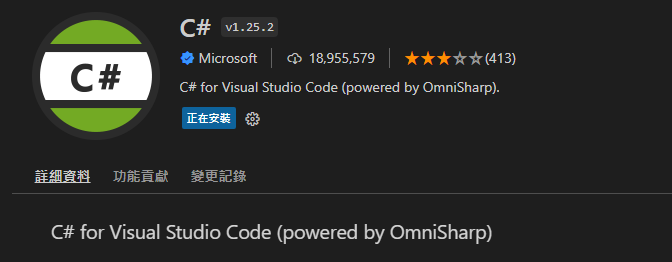 C#
C# v1.25.2
Microsoft 18,955,579 (413)
C# for Visual Studio Code (powered by OmniSharp).
正在安裝
詳細資料 功能貢獻 變更記錄
C# for Visual Studio Code (powered by OmniSharp)